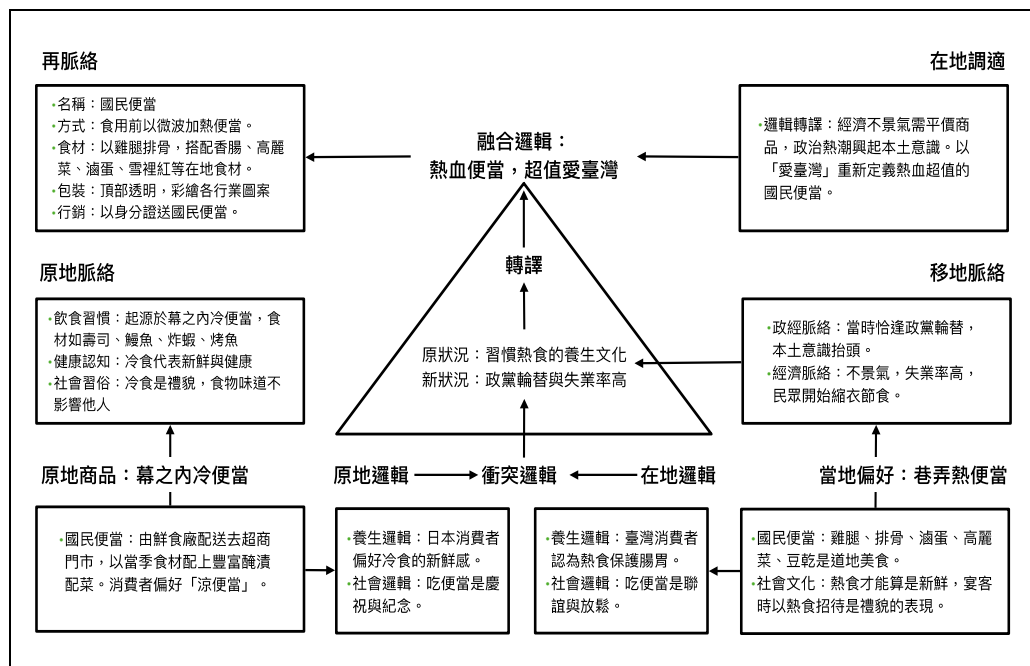 再脈絡
•名稱：國民便當
•方式：食用前以微波加熱便當。
•食材：以雞腿排骨，搭配香腸、高麗
菜、滷蛋、雪裡紅等在地食材。
•包裝：頂部透明，彩繪各行業圖案
•行銷：以身分證送國民便當。
融合邏輯：
熱血便當，超值愛臺灣
在地調適
•邏輯轉譯：經濟不景氣需平價商
品，政治熱潮興起本土意識。以
「愛臺灣」重新定義熱血超值的
國民便當。
轉譯
原狀況：習慣熱食的養生文化
新狀況：政黨輪替與失業率高
原地脈絡
•飲食習慣：起源於幕之內冷便當，食
材如壽司、鰻魚、炸蝦、烤魚
•健康認知：冷食代表新鮮與健康
•社會習俗：冷食是禮貌，食物味道不
影響他人
移地脈絡
•政經脈絡：當時恰逢政黨輪替，
本土意識抬頭。
•經濟脈絡：不景氣，失業率高，
民眾開始縮衣節食。
原地商品：幕之內冷便當
原地邏輯
衝突邏輯
在地邏輯
當地偏好：巷弄熱便當
•國民便當：由鮮食廠配送去超商
門市，以當季食材配上豐富醃漬
配菜。消費者偏好「涼便當」。
•養生邏輯：日本消費者
偏好冷食的新鮮感。
•社會邏輯：吃便當是慶
祝與紀念。
•養生邏輯：臺灣消費者
認為熱食保護腸胃。
•社會邏輯：吃便當是聯
誼與放鬆。
•國民便當：雞腿、排骨、滷蛋、高麗
菜、豆乾是道地美食。
•社會文化：熱食才能算是新鮮，宴客
時以熱食招待是禮貌的表現。